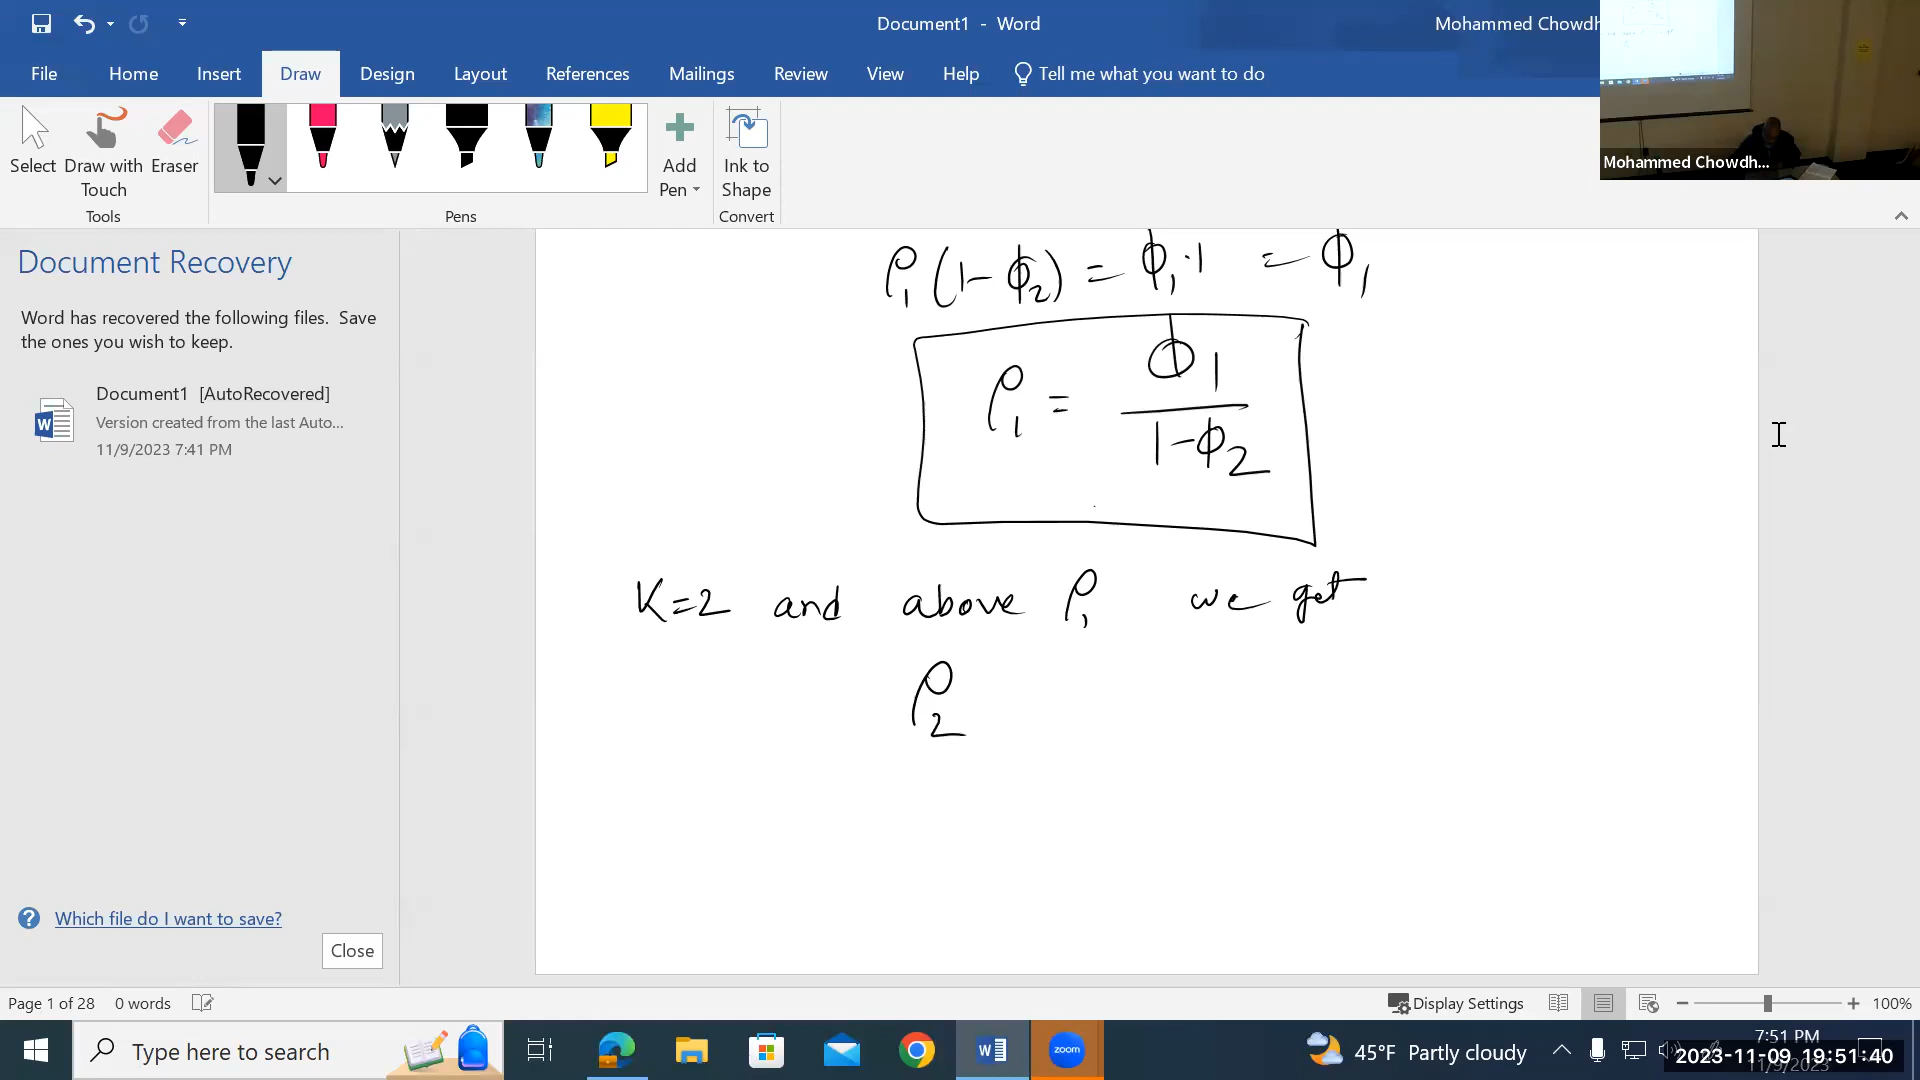 Document1 - Word
Mohammed Chowdh
File Home Insert Draw Design Layout References Mailings Review View Help Tell me what you want to do
Select Draw with Touch Eraser
Add Pen
Ink to Shape
Tools Pens Convert
Mohammed Chowdh...
Document Recovery
Word has recovered the following files. Save
the ones you wish to keep.
Document1 [AutoRecovered]
Version created from the last Auto...
11/9/2023 7:41 PM
Which file do I want to save?
Close
ρ₁ (1-ϕ₂) = ϕ₁·1 = ϕ₁
ρ₁ = ϕ₁ / 1-ϕ₂
K=2 and above ρ₁ we get
ρ₂
Page 1 of 28 0 words
Display Settings
100%
Type here to search
zoom
45°F Partly cloudy
7:51 PM
11/9/2023
2023-11-09 19:51:40